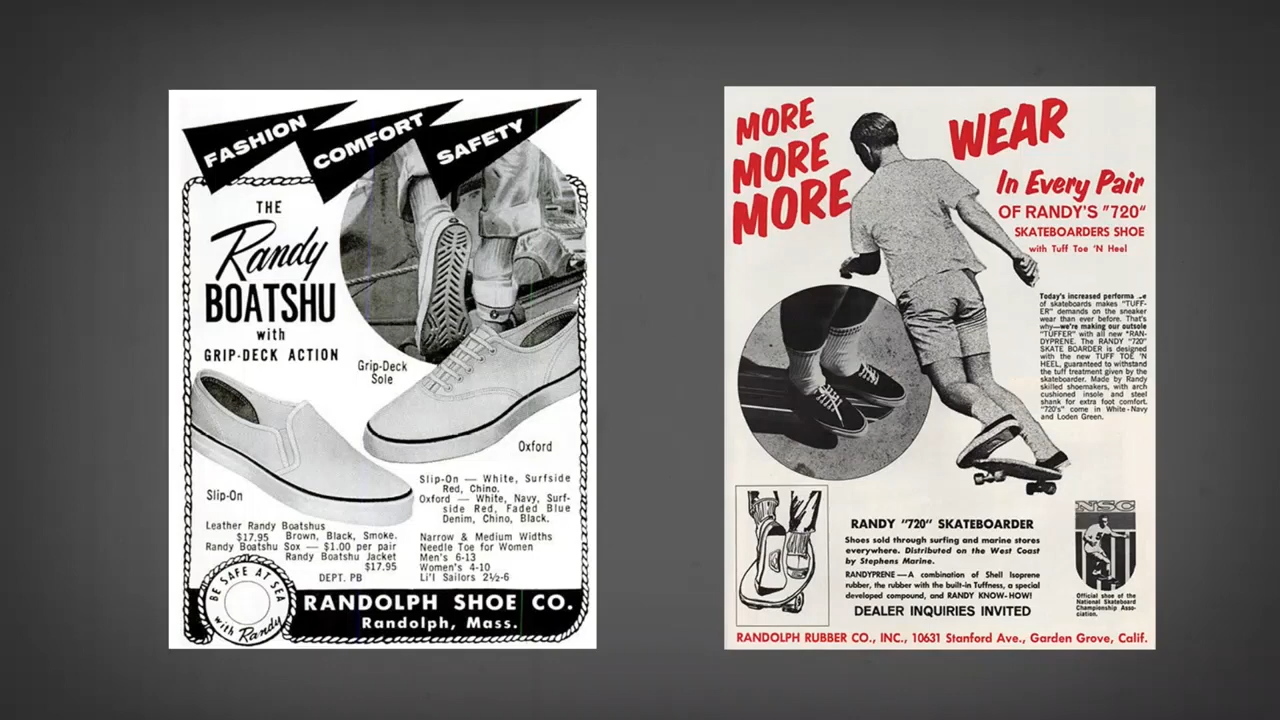 FASHION
COMFORT
SAFETY
THE
Randy
BOATSHU
with
GRIP-DECK ACTION
Grip-Deck
Sole
Oxford
Slip-On
Slip-On — White, Surfside
Red, Chino.
Oxford — White, Navy, Surf-
side Red, Faded Blue
Denim, Chino, Black.
Leather Randy Boatshus
$17.95 Brown, Black, Smoke.
Randy Boatshu Sox — $1.00 per pair
Randy Boatshu Jacket
$17.95
DEPT. PB
Narrow & Medium Widths
Needle Toe for Women
Men's 6-13
Women's 4-10
Li'l Sailors 2½-6
BE SAFE AT SEA
with Randy
RANDOLPH SHOE CO.
Randolph, Mass.
MORE
MORE
MORE
WEAR
In Every Pair
OF RANDY'S "720"
SKATEBOARDERS SHOE
with Tuff Toe 'N Heel
Today's increased performa e
of skateboards makes "TUFF-
ER" demands on the sneaker
wear than ever before. That's
why—we're making our outsole
"TUFFER" with all new "RAN-
DYPRENE. The RANDY "720"
SKATE BOARDER is designed
with the new TUFF TOE 'N
HEEL, guaranteed to withstand
the tuff treatment given by the
skateboarder. Made by Randy
skilled shoemakers, with arch
cushioned insole and steel
shank for extra foot comfort.
"720's" come in White-Navy
and Loden Green.
RANDY "720" SKATEBOARDER
Shoes sold through surfing and marine stores
everywhere. Distributed on the West Coast
by Stephens Marine.
RANDYPRENE—A combination of Shell Isoprene
rubber, the rubber with the built-in Tuffness, a special
developed compound, and RANDY KNOW-HOW!
DEALER INQUIRIES INVITED
NSC
Official shoe of the
National Skateboard
Championship Asso-
ciation.
RANDOLPH RUBBER CO., INC., 10631 Stanford Ave., Garden Grove, Calif.